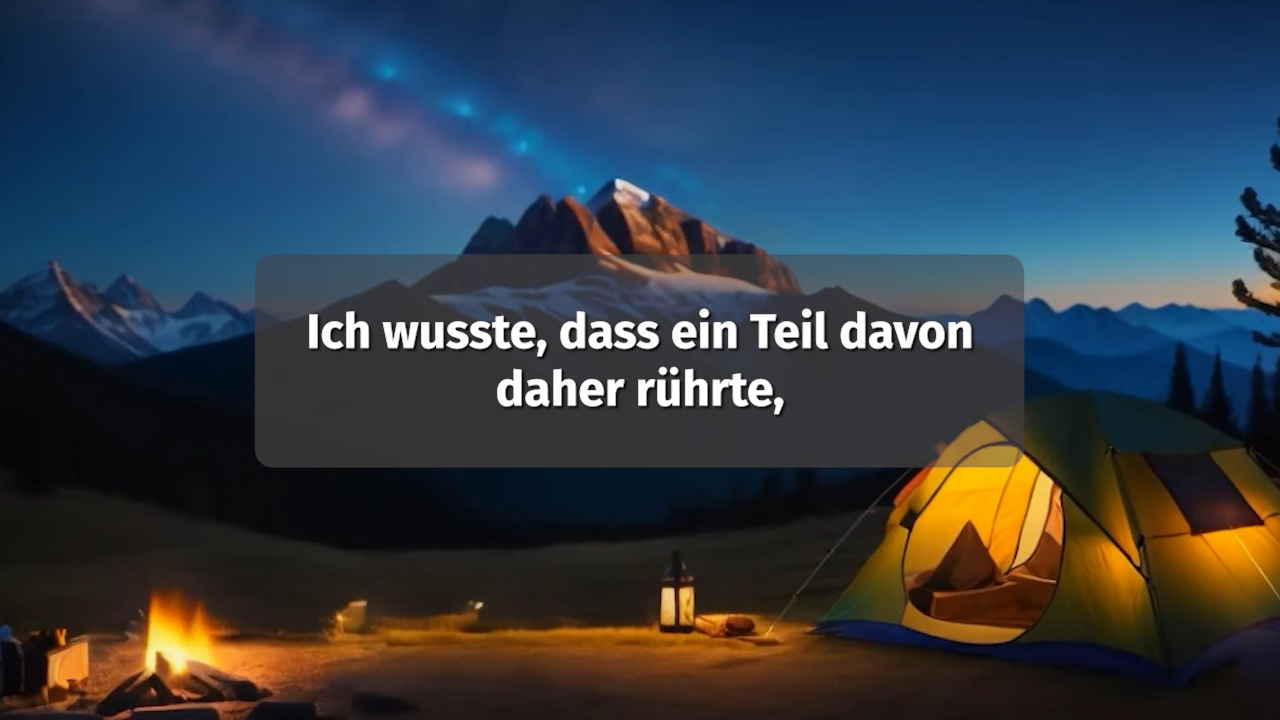 Ich wusste, dass ein Teil davon
daher rührte,